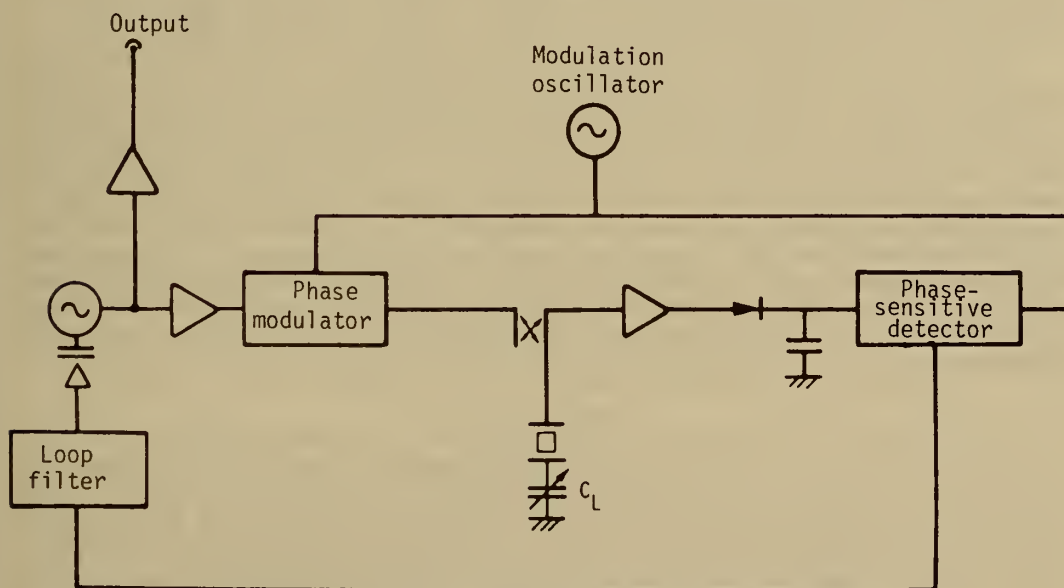 Output
Modulation
oscillator
Phase
modulator
Phase-
sensitive
detector
Loop
filter
C_L